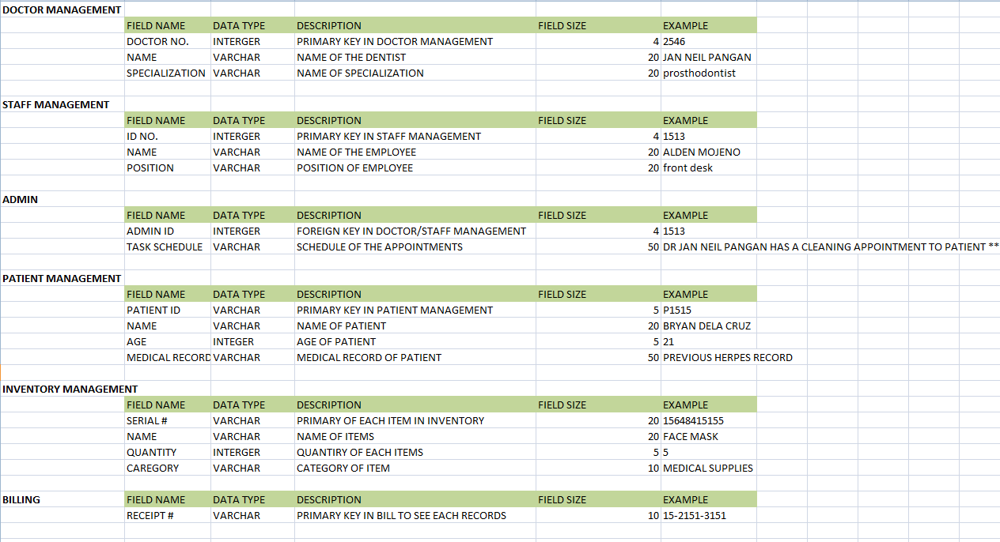 DOCTOR MANAGEMENT
FIELD NAME DATA TYPE DESCRIPTION FIELD SIZE EXAMPLE
DOCTOR NO. INTERGER PRIMARY KEY IN DOCTOR MANAGEMENT 4 2546
NAME VARCHAR NAME OF THE DENTIST 20 JAN NEIL PANGAN
SPECIALIZATION VARCHAR NAME OF SPECIALIZATION 20 prosthodontist
STAFF MANAGEMENT
FIELD NAME DATA TYPE DESCRIPTION FIELD SIZE EXAMPLE
ID NO. INTERGER PRIMARY KEY IN STAFF MANAGEMENT 4 1513
NAME VARCHAR NAME OF THE EMPLOYEE 20 ALDEN MOJENO
POSITION VARCHAR POSITION OF EMPLOYEE 20 front desk
ADMIN
FIELD NAME DATA TYPE DESCRIPTION FIELD SIZE EXAMPLE
ADMIN ID INTERGER FOREIGN KEY IN DOCTOR/STAFF MANAGEMENT 4 1513
TASK SCHEDULE VARCHAR SCHEDULE OF THE APPOINTMENTS 50 DR JAN NEIL PANGAN HAS A CLEANING APPOINTMENT TO PATIENT **
PATIENT MANAGEMENT
FIELD NAME DATA TYPE DESCRIPTION FIELD SIZE EXAMPLE
PATIENT ID VARCHAR PRIMARY KEY IN PATIENT MANAGEMENT 5 P1515
NAME VARCHAR NAME OF PATIENT 20 BRYAN DELA CRUZ
AGE INTEGER AGE OF PATIENT 5 21
MEDICAL RECORD VARCHAR MEDICAL RECORD OF PATIENT 50 PREVIOUS HERPES RECORD
INVENTORY MANAGEMENT
FIELD NAME DATA TYPE DESCRIPTION FIELD SIZE EXAMPLE
SERIAL # VARCHAR PRIMARY OF EACH ITEM IN INVENTORY 20 15648415155
NAME VARCHAR NAME OF ITEMS 20 FACE MASK
QUANTITY INTERGER QUANTIRY OF EACH ITEMS 5 5
CAREGORY VARCHAR CATEGORY OF ITEM 10 MEDICAL SUPPLIES
BILLING FIELD NAME DATA TYPE DESCRIPTION FIELD SIZE EXAMPLE
RECEIPT # VARCHAR PRIMARY KEY IN BILL TO SEE EACH RECORDS 10 15-2151-3151